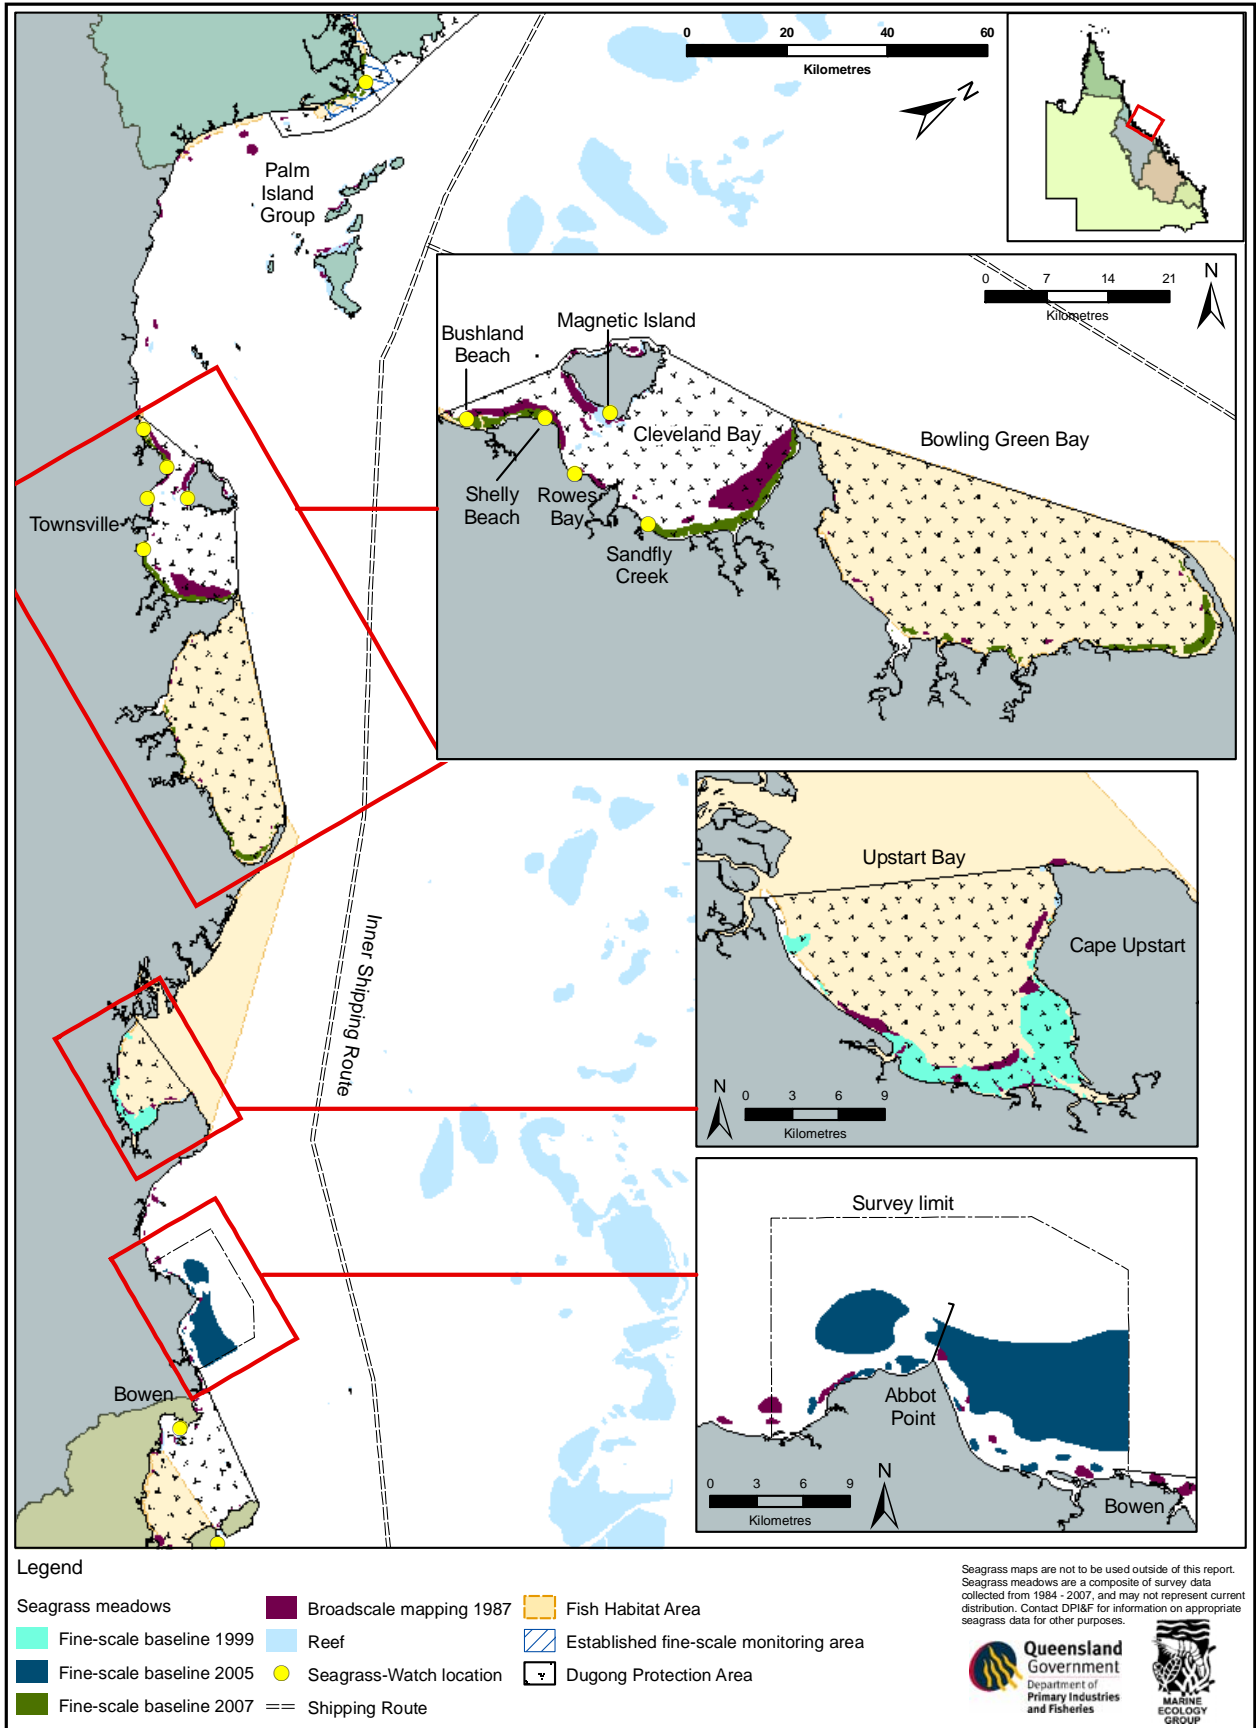 0 20 40 60
Kilometres
N
Palm
Island
Group
0 7 14 21
Kilometres
N
Magnetic Island
Bushland
Beach
Cleveland Bay
Bowling Green Bay
Shelly
Beach
Rowes
Bay
Sandfly
Creek
Townsville
Inner Shipping Route
Upstart Bay
Cape Upstart
N
0 3 6 9
Kilometres
Survey limit
Abbot
Point
N
0 3 6 9
Kilometres
Bowen
Bowen
Legend
Seagrass meadows
Fine-scale baseline 1999
Fine-scale baseline 2005
Fine-scale baseline 2007
Broadscale mapping 1987
Reef
Seagrass-Watch location
Shipping Route
Fish Habitat Area
Established fine-scale monitoring area
Dugong Protection Area
Seagrass maps are not to be used outside of this report.
Seagrass meadows are a composite of survey data
collected from 1984 - 2007, and may not represent current
distribution. Contact DPI&F for information on appropriate
seagrass data for other purposes.
Queensland
Government
Department of
Primary Industries
and Fisheries
MARINE
ECOLOGY
GROUP